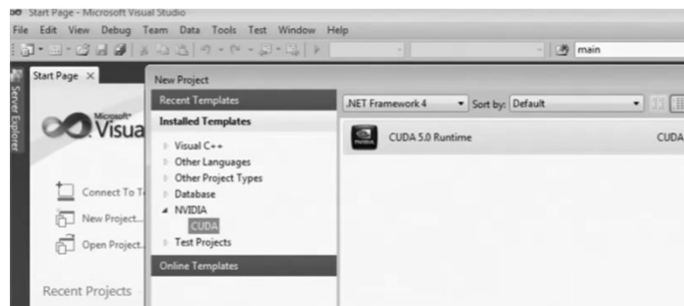 Start Page - Microsoft Visual Studio
File Edit View Debug Team Data Tools Test Window Help
main
Server Explorer
Start Page ×
Microsoft®
Visua
Connect To T
New Project...
Open Project.
Recent Projects
New Project
Recent Templates
Installed Templates
Visual C++
Other Languages
Other Project Types
Database
NVIDIA
CUDA
Test Projects
Online Templates
.NET Framework 4
Sort by: Default
NVIDIA
CUDA 5.0 Runtime
CUDA